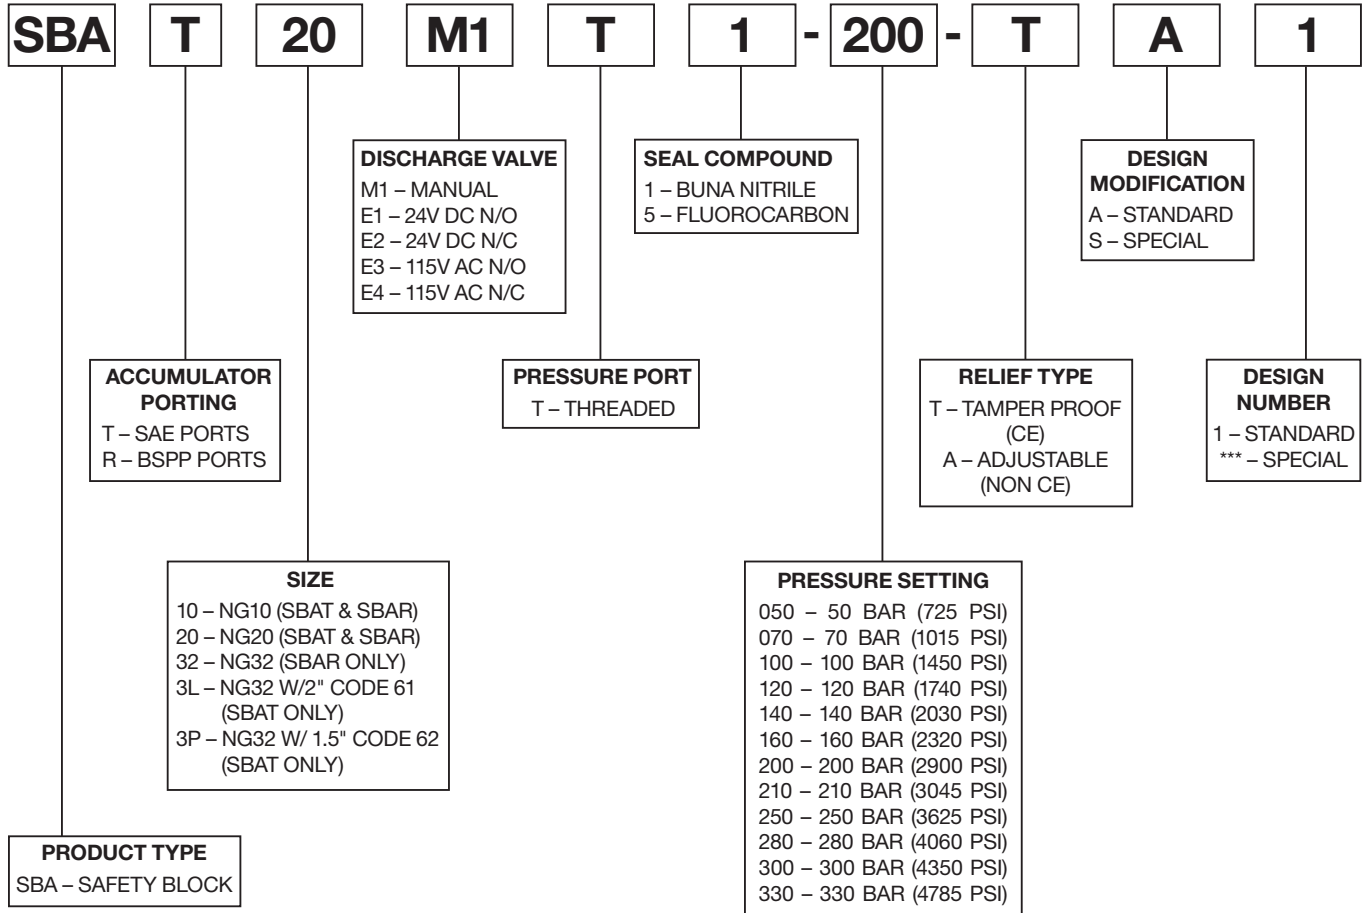 SBA T 20 M1 T 1 - 200 - T A 1
DISCHARGE VALVE
M1 – MANUAL
E1 – 24V DC N/O
E2 – 24V DC N/C
E3 – 115V AC N/O
E4 – 115V AC N/C
SEAL COMPOUND
1 – BUNA NITRILE
5 – FLUOROCARBON
DESIGN
MODIFICATION
A – STANDARD
S – SPECIAL
ACCUMULATOR
PORTING
T – SAE PORTS
R – BSPP PORTS
PRESSURE PORT
T – THREADED
RELIEF TYPE
T – TAMPER PROOF
(CE)
A – ADJUSTABLE
(NON CE)
DESIGN
NUMBER
1 – STANDARD
*** – SPECIAL
SIZE
10 – NG10 (SBAT & SBAR)
20 – NG20 (SBAT & SBAR)
32 – NG32 (SBAR ONLY)
3L – NG32 W/2" CODE 61
(SBAT ONLY)
3P – NG32 W/ 1.5" CODE 62
(SBAT ONLY)
PRESSURE SETTING
050 – 50 BAR (725 PSI)
070 – 70 BAR (1015 PSI)
100 – 100 BAR (1450 PSI)
120 – 120 BAR (1740 PSI)
140 – 140 BAR (2030 PSI)
160 – 160 BAR (2320 PSI)
200 – 200 BAR (2900 PSI)
210 – 210 BAR (3045 PSI)
250 – 250 BAR (3625 PSI)
280 – 280 BAR (4060 PSI)
300 – 300 BAR (4350 PSI)
330 – 330 BAR (4785 PSI)
PRODUCT TYPE
SBA – SAFETY BLOCK